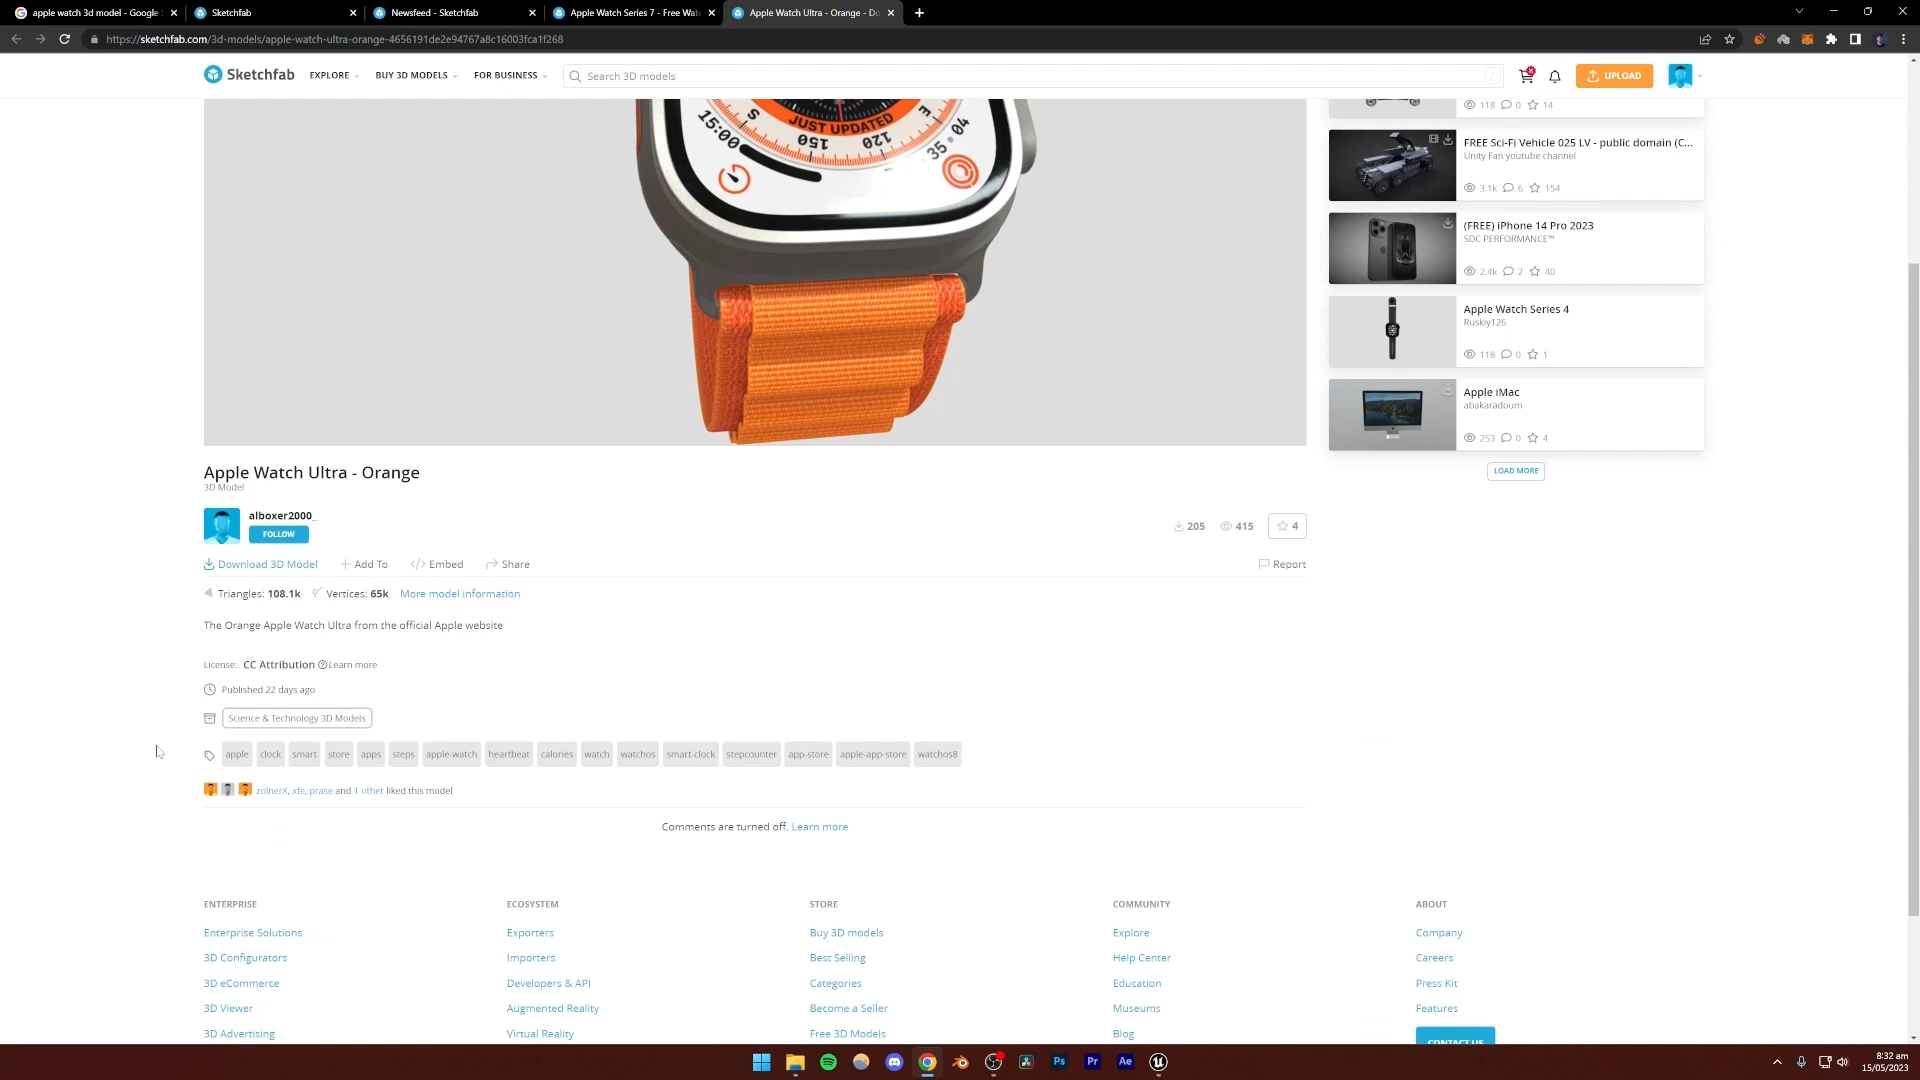 apple watch 3d model - Google
Sketchfab
Newsfeed - Sketchfab
Apple Watch Series 7 - Free Wat
Apple Watch Ultra - Orange - Do
https://sketchfab.com/3d-models/apple-watch-ultra-orange-4656191de2e94767a8c16003fca1f268
Sketchfab
EXPLORE
BUY 3D MODELS
FOR BUSINESS
Search 3D models
/
UPLOAD
15:00
S
JUST UPDATED
150
120
E
35
04
118 0 14
FREE Sci-Fi Vehicle 025 LV - public domain (C...
Unity Fan youtube channel
3.1k 6 154
(FREE) iPhone 14 Pro 2023
SDC PERFORMANCE™
2.4k 2 40
Apple Watch Series 4
Ruskiy126
118 0 1
Apple iMac
abakaradoum
253 0 4
LOAD MORE
Apple Watch Ultra - Orange
3D Model
alboxer2000_
FOLLOW
205 415 4
Download 3D Model Add To Embed Share Report
Triangles: 108.1k Vertices: 65k More model information
The Orange Apple Watch Ultra from the official Apple website
License: CC Attribution Learn more
Published 22 days ago
Science & Technology 3D Models
apple clock smart store apps steps apple-watch heartbeat calories watch watchos smart-clock stepcounter app-store apple-app-store watchos8
zolnerX, xfe, prase and 1 other liked this model
Comments are turned off. Learn more
ENTERPRISE
Enterprise Solutions
3D Configurators
3D eCommerce
3D Viewer
3D Advertising
ECOSYSTEM
Exporters
Importers
Developers & API
Augmented Reality
Virtual Reality
STORE
Buy 3D models
Best Selling
Categories
Become a Seller
Free 3D Models
COMMUNITY
Explore
Help Center
Education
Museums
Blog
ABOUT
Company
Careers
Press Kit
Features
CONTACT US
Ps
Pr
Ae
8:32 am
15/05/2023